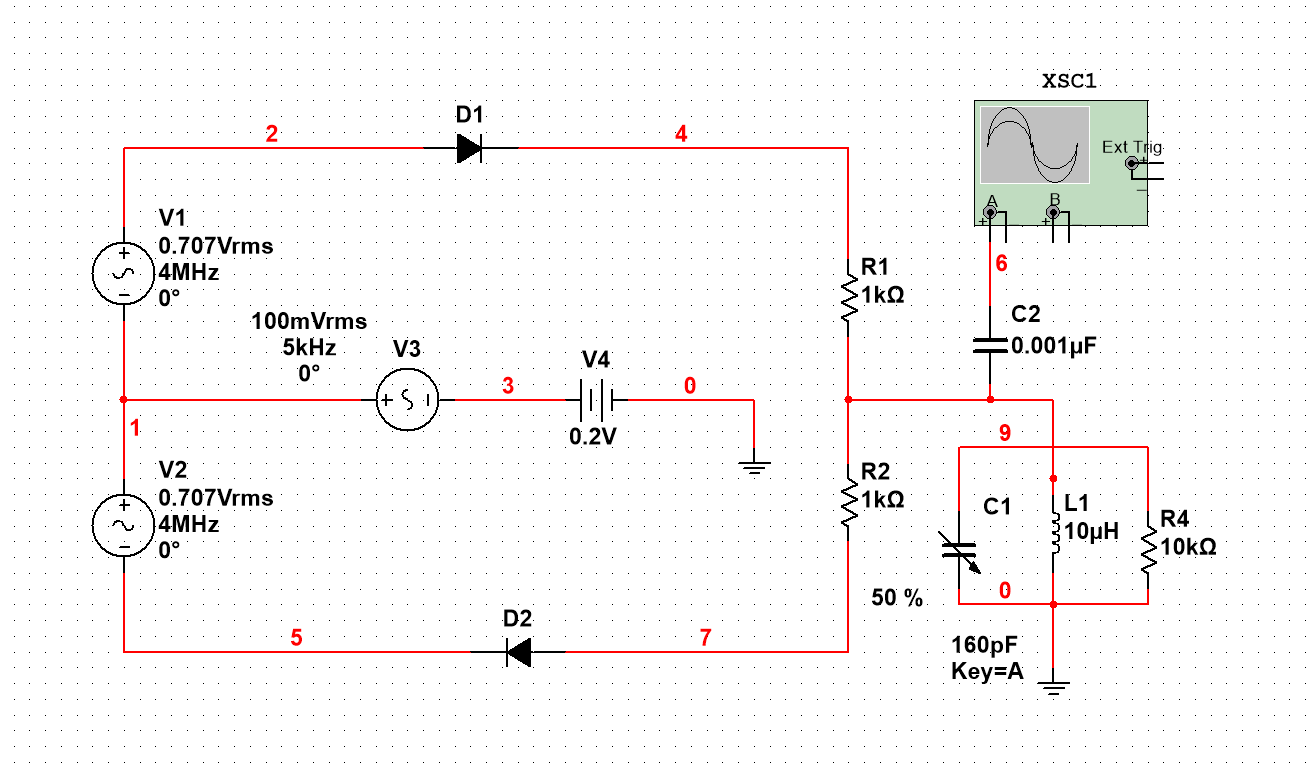 XSC1
Ext Trig
+
−
A
B
+
+
D1
2
4
V1
0.707Vrms
4MHz
0°
+
−
6
R1
1kΩ
C2
0.001µF
100mVrms
5kHz
0°
V3
+
V4
3
0
0.2V
1
9
V2
0.707Vrms
4MHz
0°
+
−
R2
1kΩ
C1
L1
10µH
R4
10kΩ
50 %
0
D2
5
7
160pF
Key=A